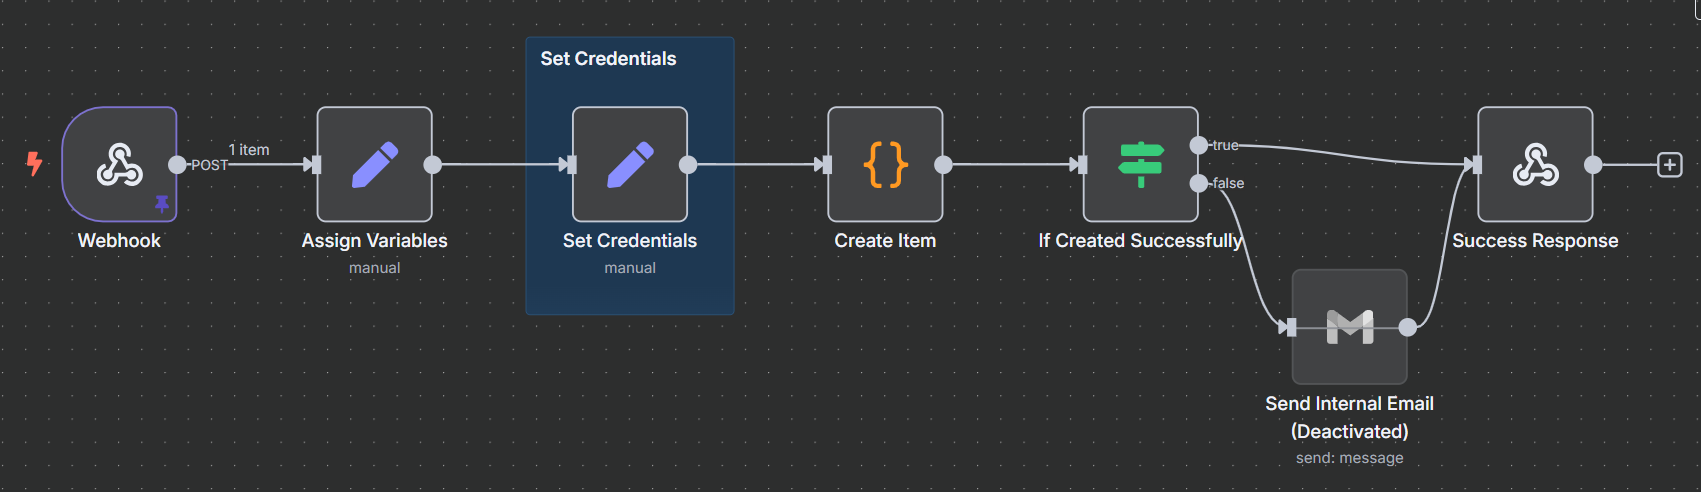 Set Credentials
POST
1 item
true
false
Webhook
Assign Variables
manual
Set Credentials
manual
Create Item
If Created Successfully
Success Response
Send Internal Email
(Deactivated)
send: message